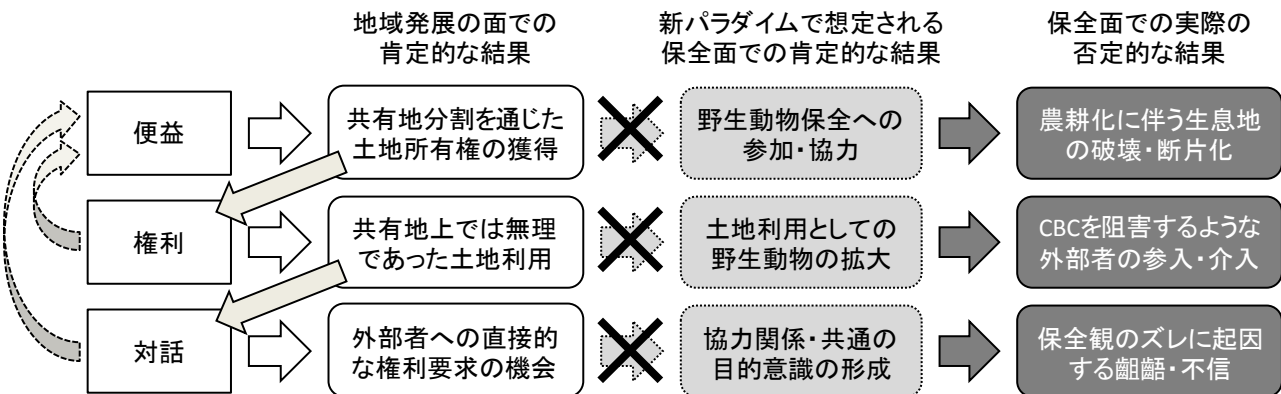 地域発展の面での
肯定的な結果
新パラダイムで想定される
保全面での肯定的な結果
保全面での実際の
否定的な結果
便益
共有地分割を通じた
土地所有権の獲得
野生動物保全への
参加・協力
農耕化に伴う生息地
の破壊・断片化
権利
共有地上では無理
であった土地利用
土地利用としての
野生動物の拡大
CBCを阻害するような
外部者の参入・介入
対話
外部者への直接的
な権利要求の機会
協力関係・共通の
目的意識の形成
保全観のズレに起因
する齟齬・不信